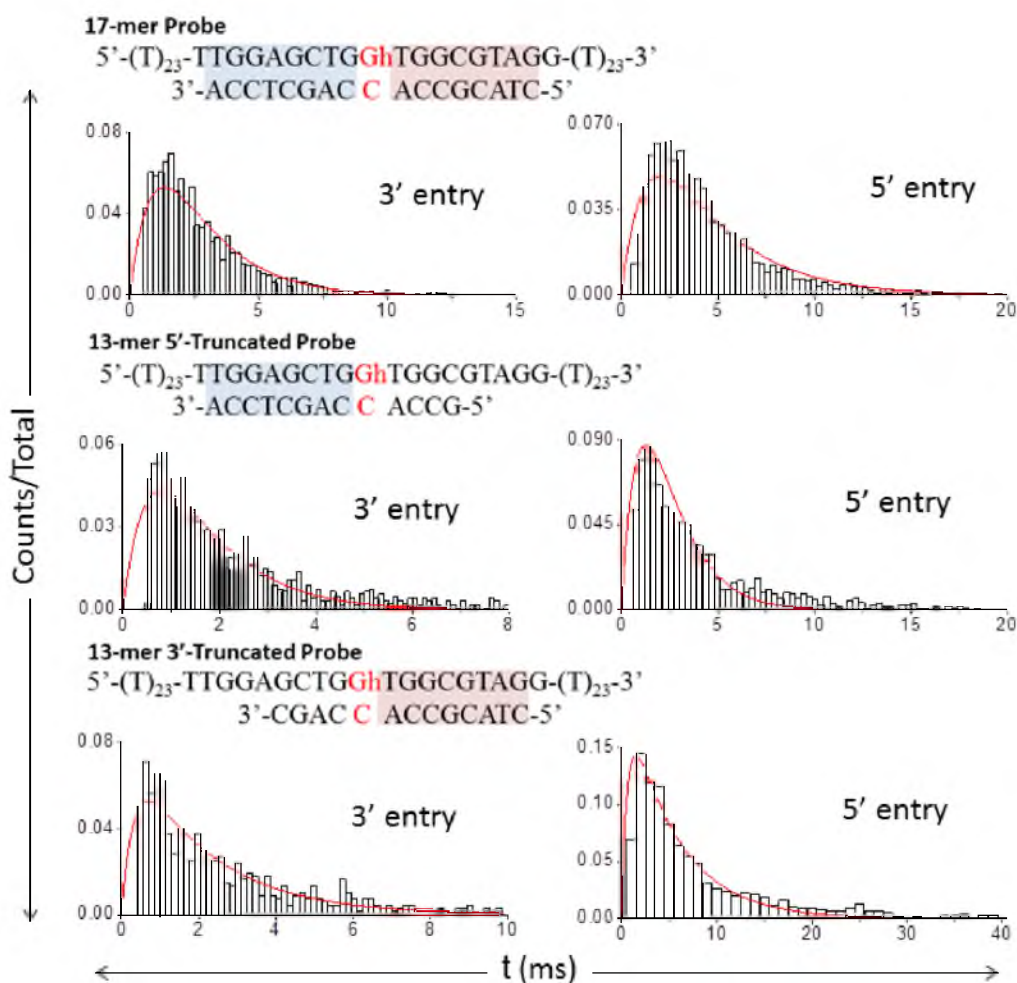 17-mer Probe
5’-(T)23-TTGGAGCTGGhTGGCGTAGG-(T)23-3’
3’-ACCTCGAC C ACCGCATC-5’
0.08
0.04
0.00
0
5
10
15
3’ entry
0.070
0.035
0.000
0
5
10
15
20
5’ entry
13-mer 5’-Truncated Probe
5’-(T)23-TTGGAGCTGGhTGGCGTAGG-(T)23-3’
3’-ACCTCGAC C ACCG-5’
0.06
0.03
0.00
0
2
4
6
8
3’ entry
0.090
0.045
0.000
0
5
10
15
20
5’ entry
13-mer 3’-Truncated Probe
5’-(T)23-TTGGAGCTGGhTGGCGTAGG-(T)23-3’
3’-CGAC C ACCGCATC-5’
0.08
0.04
0.00
0
2
4
6
8
10
3’ entry
0.15
0.10
0.05
0.00
0
10
20
30
40
5’ entry
Counts/Total
t (ms)